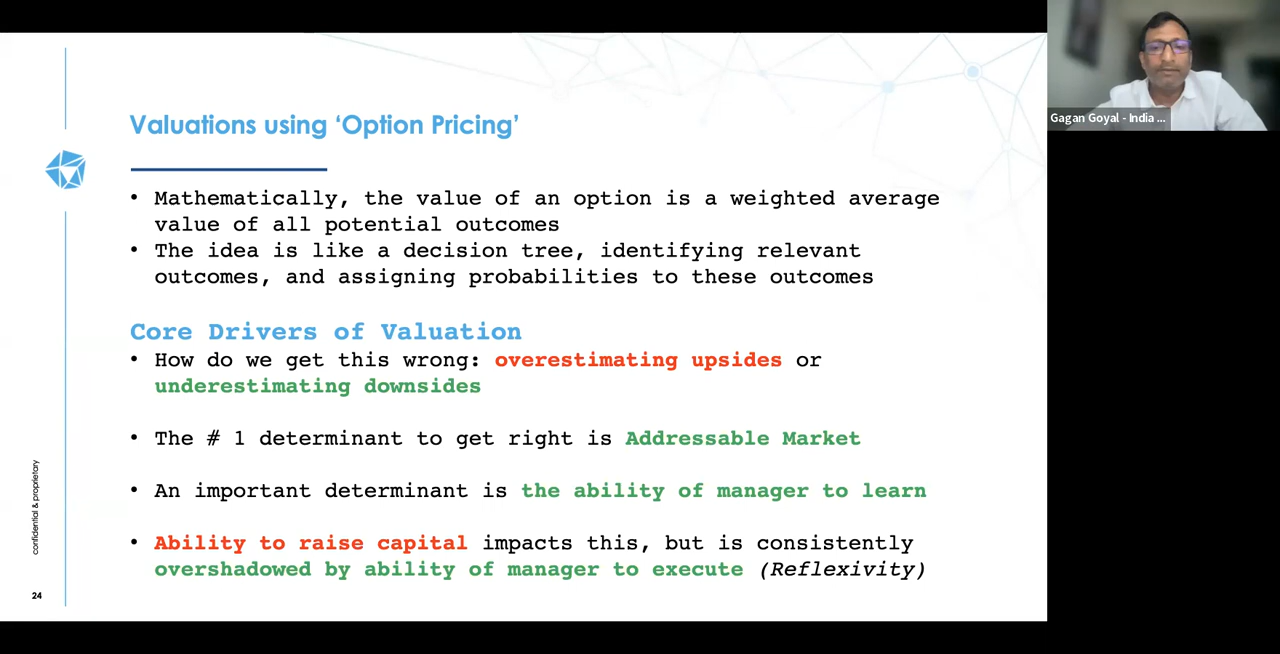 Valuations using ‘Option Pricing’
• Mathematically, the value of an option is a weighted average
value of all potential outcomes
• The idea is like a decision tree, identifying relevant
outcomes, and assigning probabilities to these outcomes
Core Drivers of Valuation
• How do we get this wrong: overestimating upsides or
underestimating downsides
• The # 1 determinant to get right is Addressable Market
• An important determinant is the ability of manager to learn
• Ability to raise capital impacts this, but is consistently
overshadowed by ability of manager to execute (Reflexivity)
confidential & proprietary
24
Gagan Goyal - India ...